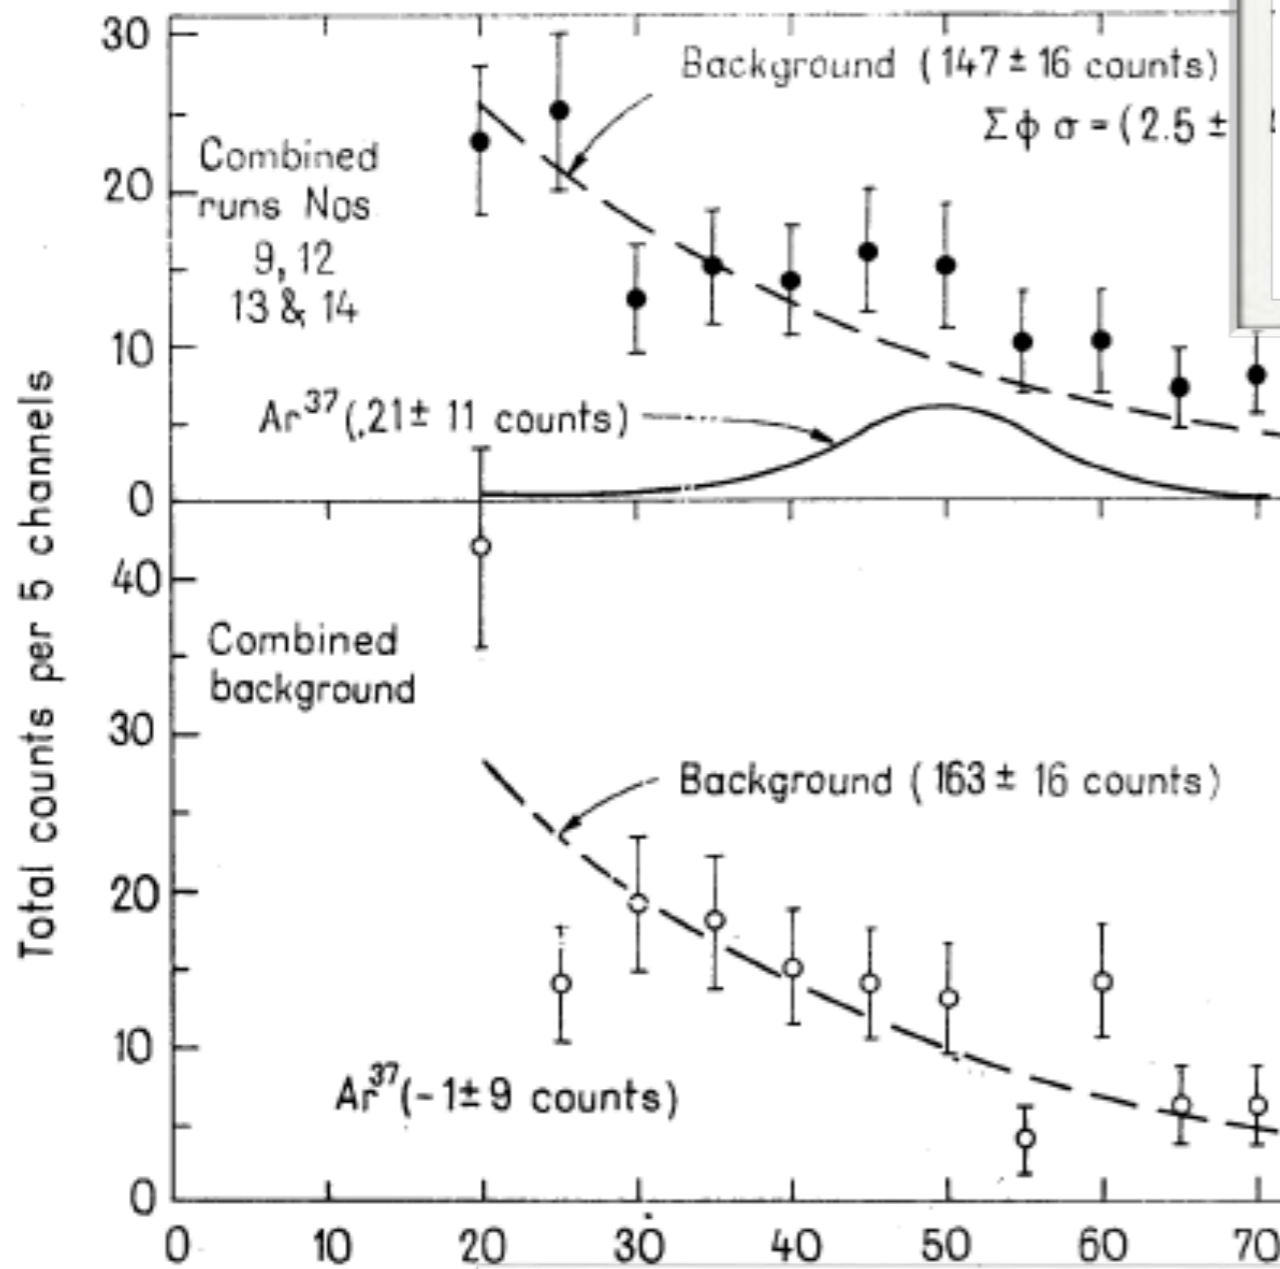 30
20
10
0
Background (147 ± 16 counts)
Σϕ σ = (2.5 ±
Combined
runs Nos
9, 12
13 & 14
Ar³⁷(.21± 11 counts)
Total counts per 5 channels
40
30
20
10
0
Combined
background
Background (163 ± 16 counts)
Ar³⁷(-1± 9 counts)
0 10 20 30 40 50 60 70